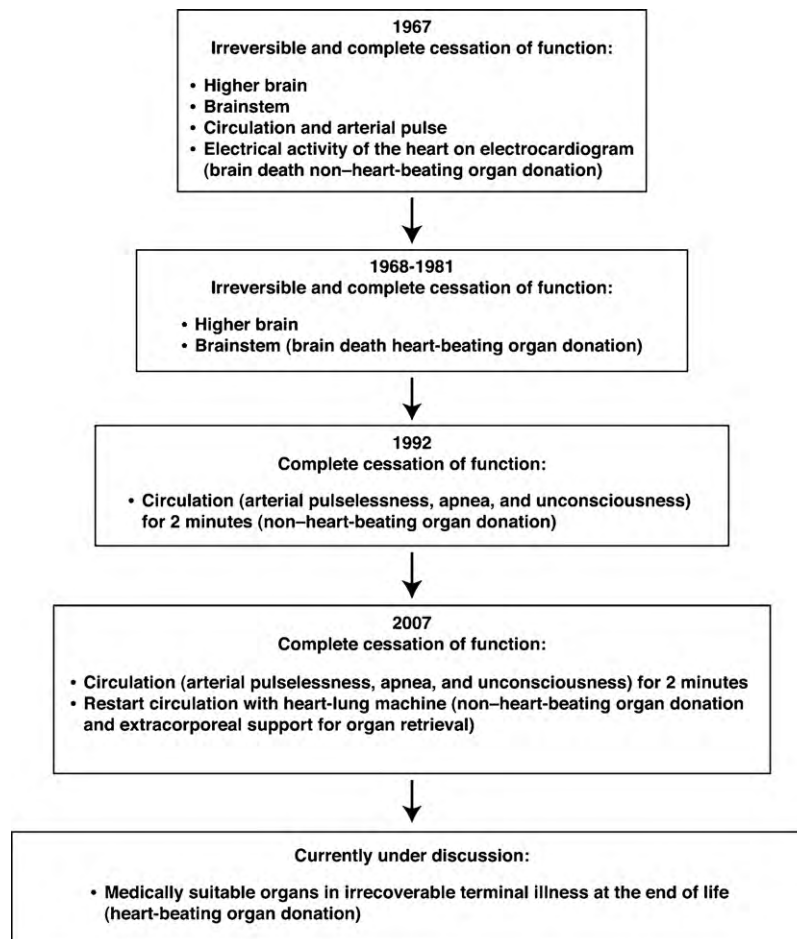 1967
Irreversible and complete cessation of function:
• Higher brain
• Brainstem
• Circulation and arterial pulse
• Electrical activity of the heart on electrocardiogram
(brain death non–heart-beating organ donation)
1968-1981
Irreversible and complete cessation of function:
• Higher brain
• Brainstem (brain death heart-beating organ donation)
1992
Complete cessation of function:
• Circulation (arterial pulselessness, apnea, and unconsciousness)
for 2 minutes (non–heart-beating organ donation)
2007
Complete cessation of function:
• Circulation (arterial pulselessness, apnea, and unconsciousness) for 2 minutes
• Restart circulation with heart-lung machine (non–heart-beating organ donation
and extracorporeal support for organ retrieval)
Currently under discussion:
• Medically suitable organs in irrecoverable terminal illness at the end of life
(heart-beating organ donation)